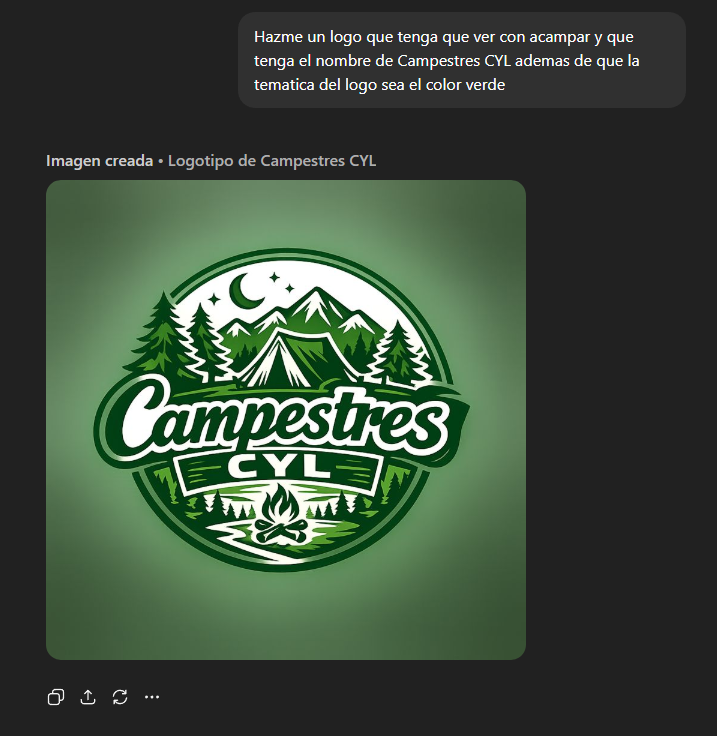 Hazme un logo que tenga que ver con acampar y que
tenga el nombre de Campestres CYL ademas de que la
tematica del logo sea el color verde
Imagen creada • Logotipo de Campestres CYL
Campestres
CYL